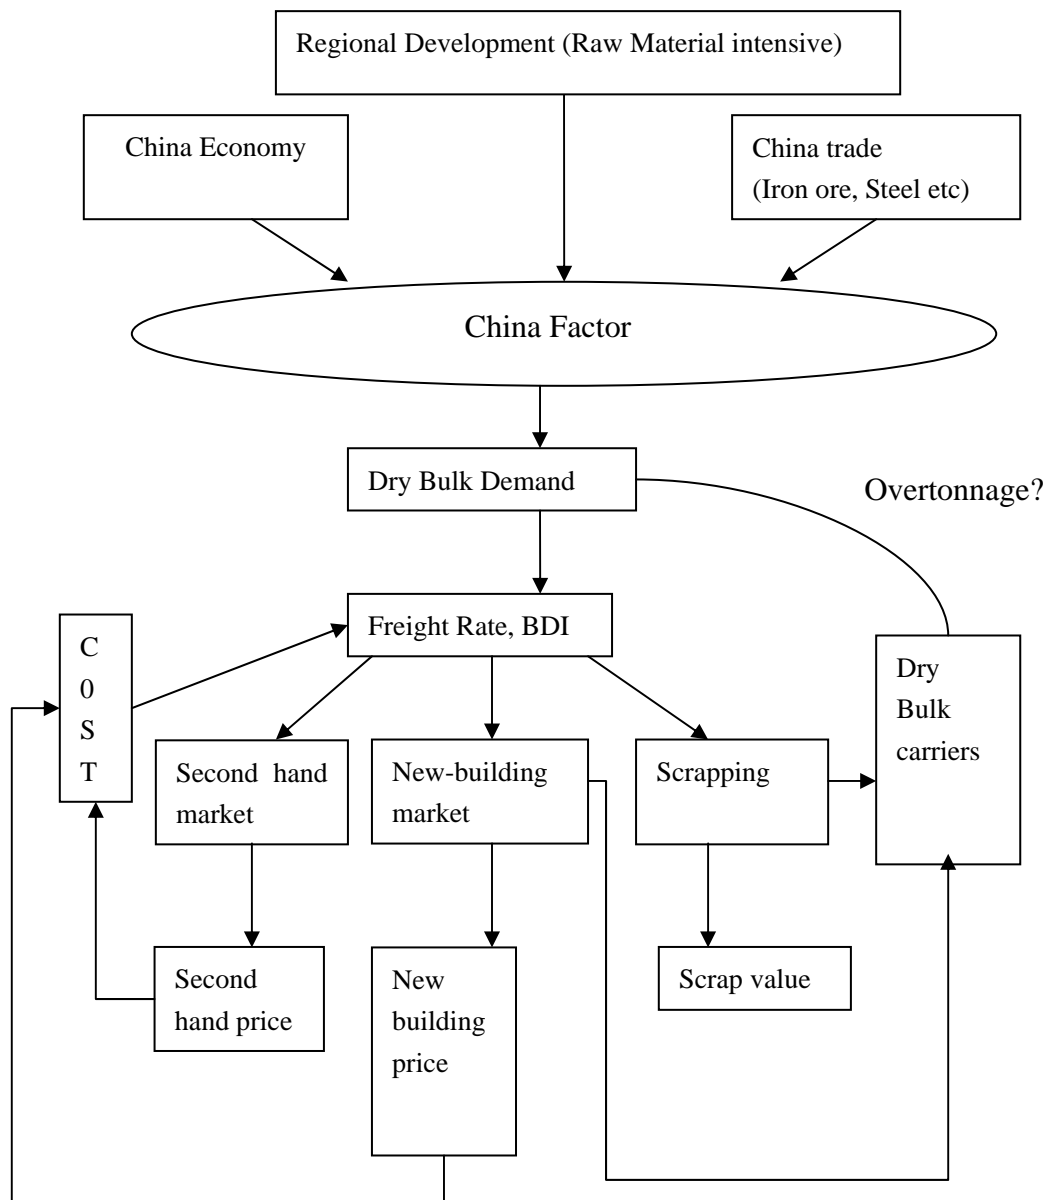 Regional Development (Raw Material intensive)
China Economy
China trade
(Iron ore, Steel etc)
China Factor
Dry Bulk Demand
Overtonnage?
Freight Rate, BDI
C
0
S
T
Dry
Bulk
carriers
Second hand
market
New-building
market
Scrapping
Second
hand price
New
building
price
Scrap value